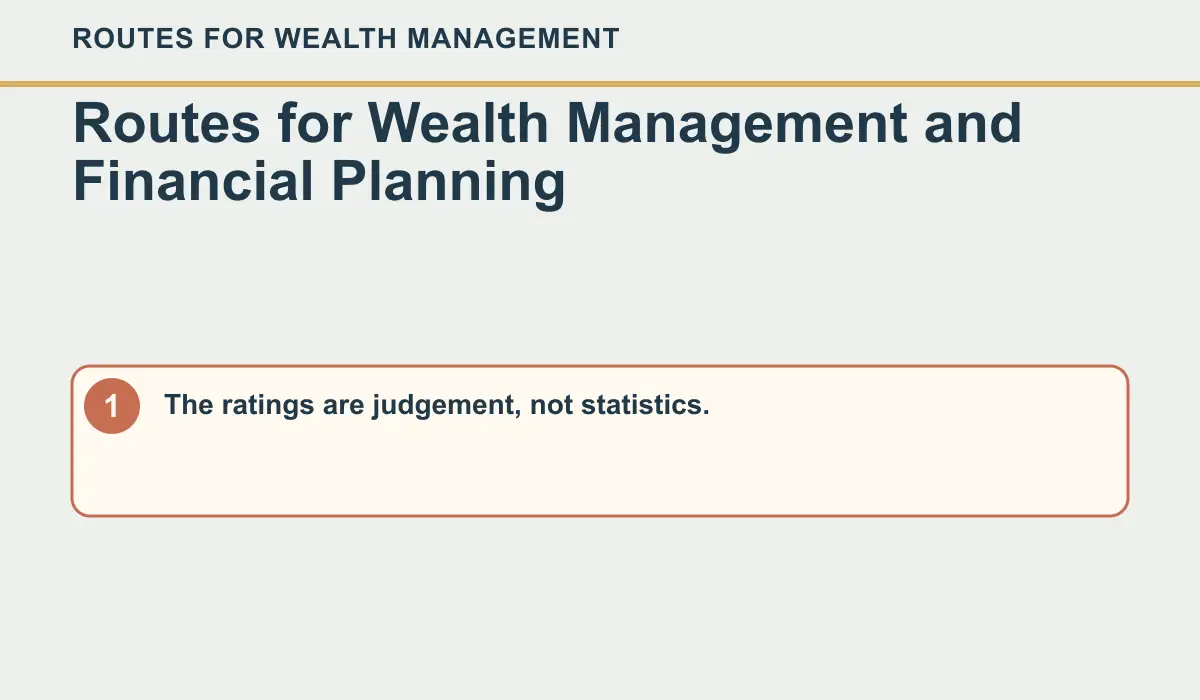 ROUTES FOR WEALTH MANAGEMENT
Routes for Wealth Management and
Financial Planning
1
The ratings are judgement, not statistics.